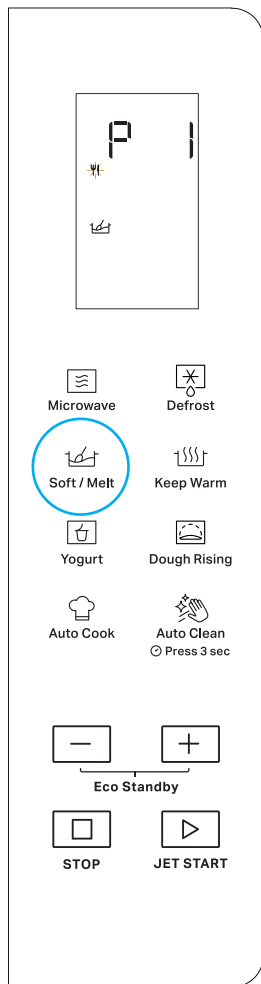 P 1
Microwave Defrost
Soft / Melt Keep Warm
Yogurt Dough Rising
Auto Cook Auto Clean
Press 3 sec
Eco Standby
STOP JET START